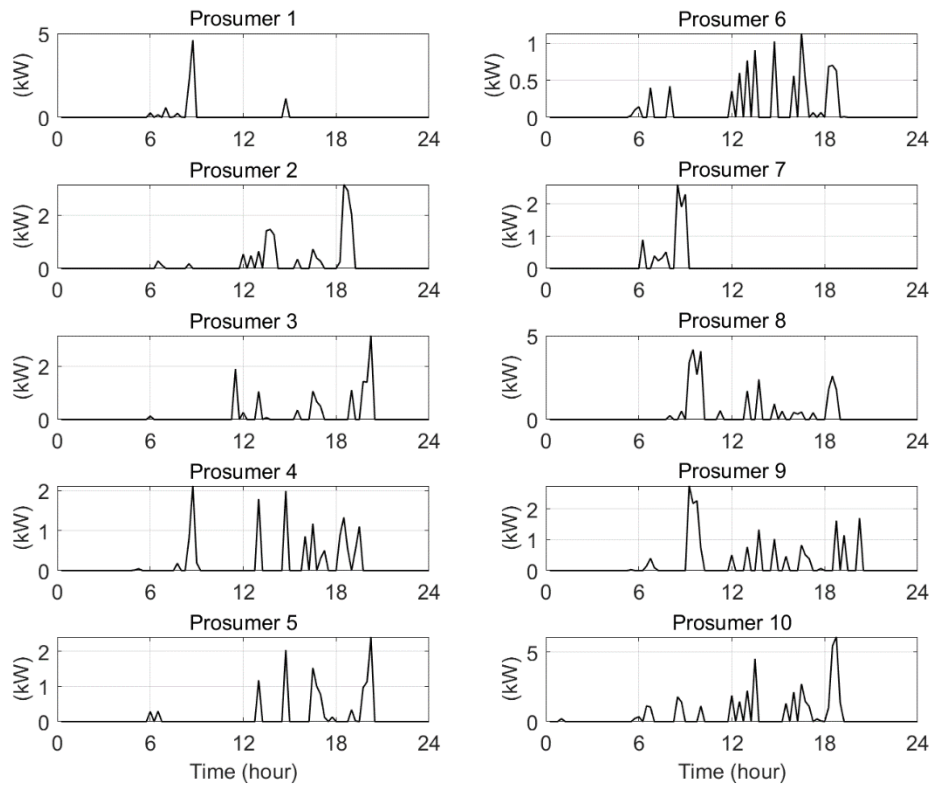 Prosumer 1
5
0
(kW)
0 6 12 18 24
Prosumer 2
2
0
(kW)
0 6 12 18 24
Prosumer 3
2
0
(kW)
0 6 12 18 24
Prosumer 4
2
1
0
(kW)
0 6 12 18 24
Prosumer 5
2
1
0
(kW)
0 6 12 18 24
Time (hour)
Prosumer 6
1
0.5
0
(kW)
0 6 12 18 24
Prosumer 7
2
1
0
(kW)
0 6 12 18 24
Prosumer 8
5
0
(kW)
0 6 12 18 24
Prosumer 9
2
1
0
(kW)
0 6 12 18 24
Prosumer 10
5
0
(kW)
0 6 12 18 24
Time (hour)